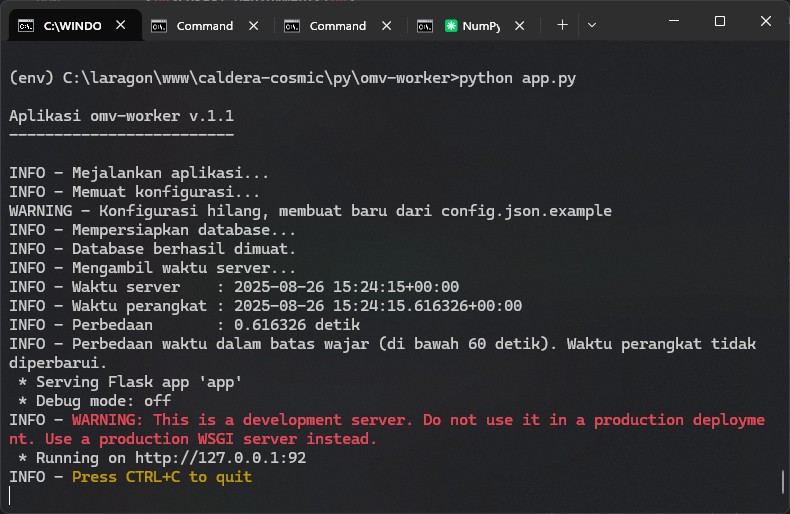 C:\WINDO
Command
Command
NumPy
(env) C:\laragon\www\caldera-cosmic\py\omv-worker>python app.py
Aplikasi omv-worker v.1.1
-------------------------
INFO - Mejalankan aplikasi...
INFO - Memuat konfigurasi...
WARNING - Konfigurasi hilang, membuat baru dari config.json.example
INFO - Mempersiapkan database...
INFO - Database berhasil dimuat.
INFO - Mengambil waktu server...
INFO - Waktu server    : 2025-08-26 15:24:15+00:00
INFO - Waktu perangkat : 2025-08-26 15:24:15.616326+00:00
INFO - Perbedaan       : 0.616326 detik
INFO - Perbedaan waktu dalam batas wajar (di bawah 60 detik). Waktu perangkat tidak
diperbarui.
 * Serving Flask app 'app'
 * Debug mode: off
INFO - WARNING: This is a development server. Do not use it in a production deployme
nt. Use a production WSGI server instead.
 * Running on http://127.0.0.1:92
INFO - Press CTRL+C to quit